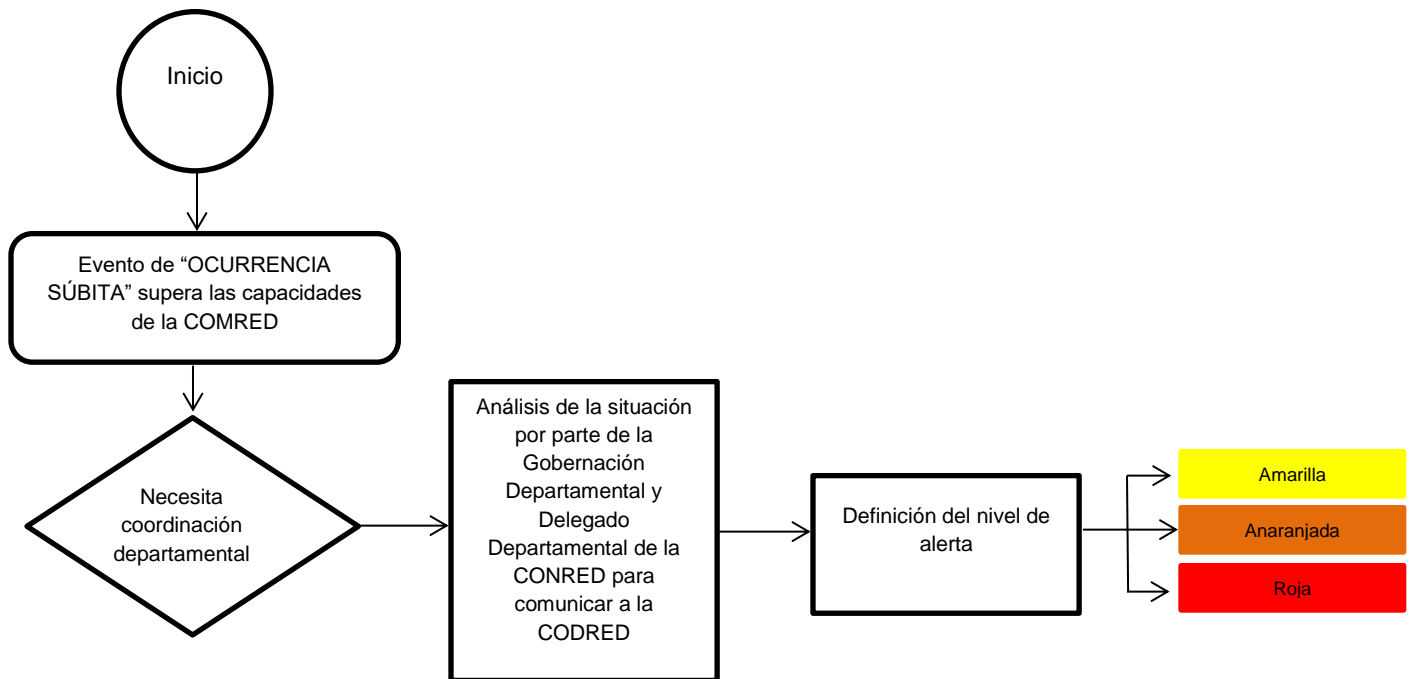 Inicio
Evento de “OCURRENCIA
SÚBITA” supera las capacidades
de la COMRED
Necesita
coordinación
departamental
Análisis de la situación
por parte de la
Gobernación
Departamental y
Delegado
Departamental de la
CONRED para
comunicar a la
CODRED
Definición del nivel de
alerta
Amarilla
Anaranjada
Roja